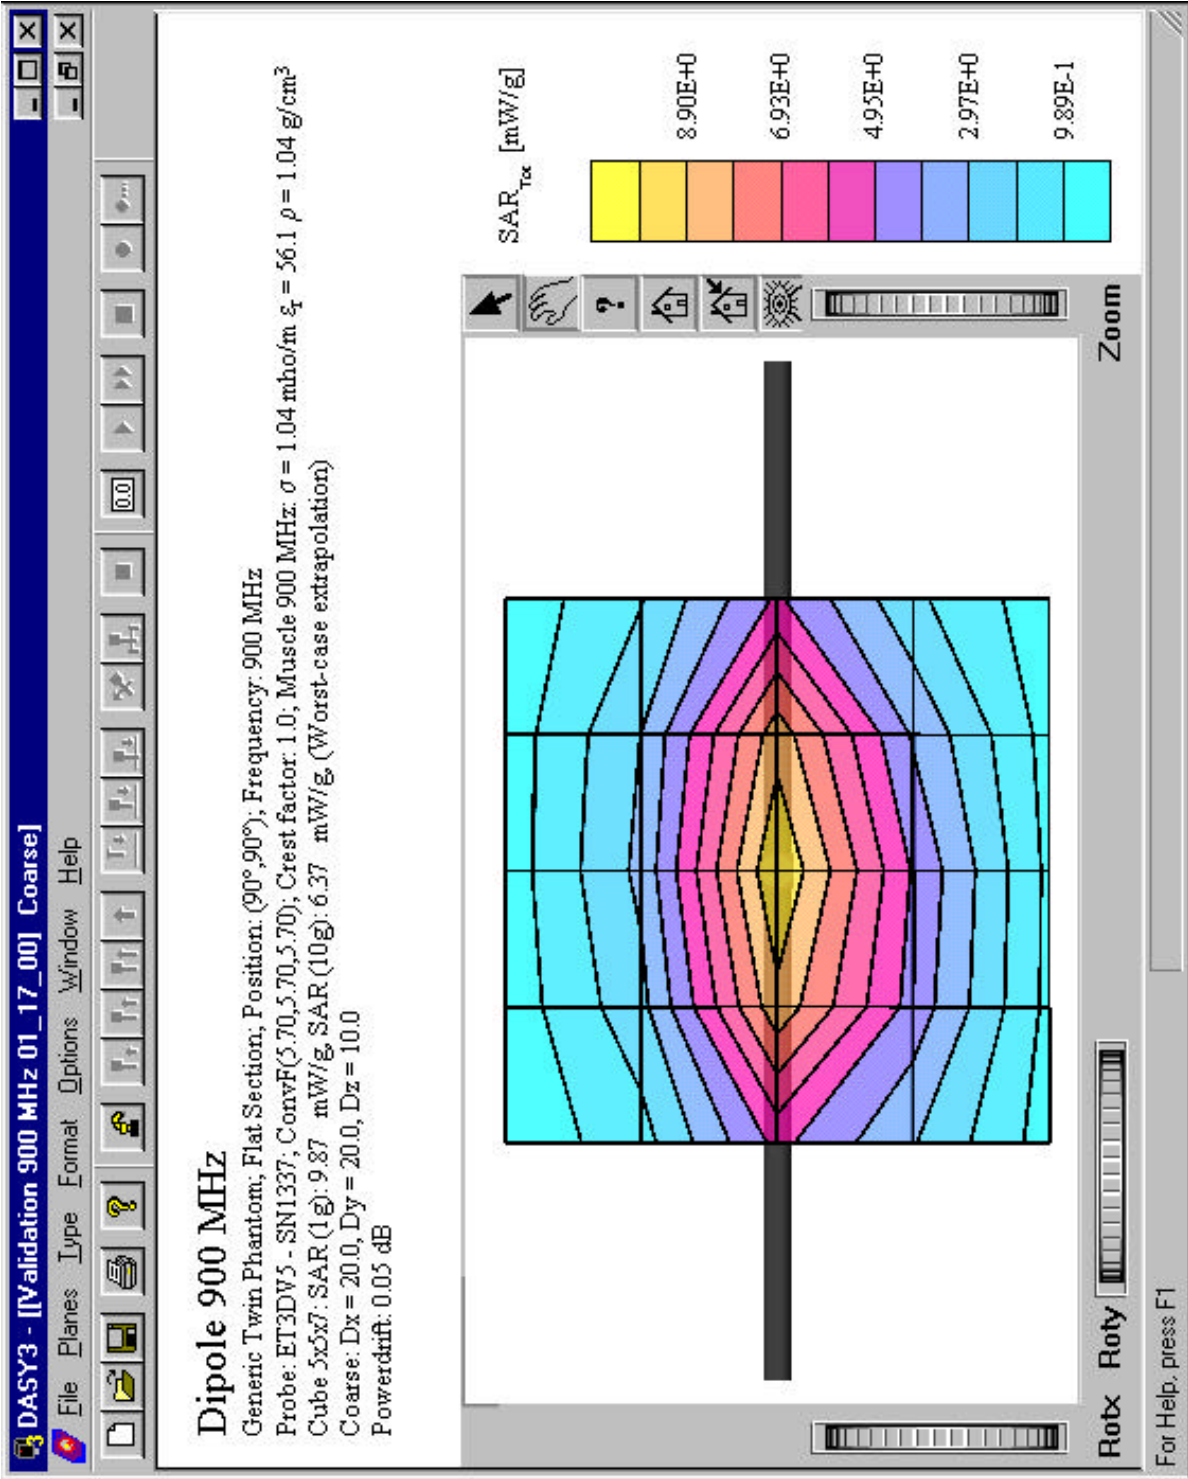 DASY3 - [[Validation 900 MHz 01_17_00]   Coarse]
File   Planes   Type   Format   Options   Window   Help
0.0
Dipole 900 MHz
Generic Twin Phantom; Flat Section; Position: (90°,90°); Frequency: 900 MHz
Probe: ET3DV5 - SN1337; ConvF(5.70,5.70,5.70); Crest factor: 1.0; Muscle 900 MHz: σ = 1.04 mho/m εr = 56.1 ρ = 1.04 g/cm³
Cube 5x5x7: SAR (1g): 9.87   mW/g, SAR (10g): 6.37   mW/g, (Worst-case extrapolation)
Coarse: Dx = 20.0, Dy = 20.0, Dz = 10.0
Powerdrift: 0.05 dB
SAR Tot [mW/g]
8.90E+0
6.93E+0
4.95E+0
2.97E+0
9.89E-1
Rotx   Roty   Zoom
For Help, press F1